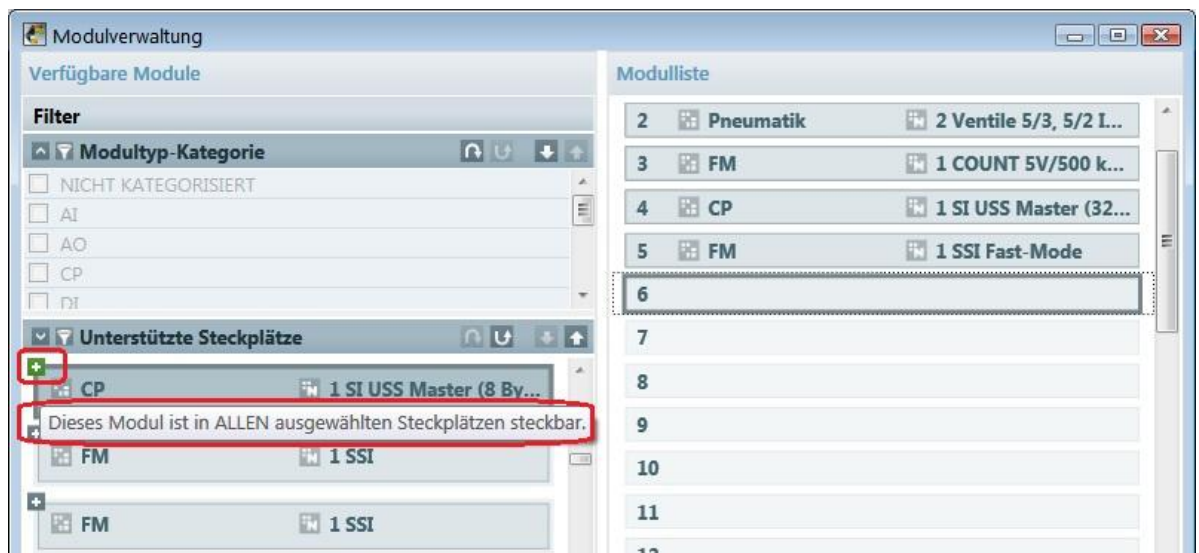 Modulverwaltung
Verfügbare Module
Filter
Modultyp-Kategorie
NICHT KATEGORISIERT
AI
AO
CP
DI
Unterstützte Steckplätze
CP 1 SI USS Master (8 By...
Dieses Modul ist in ALLEN ausgewählten Steckplätzen steckbar.
FM 1 SSI
FM 1 SSI
Modulliste
2 Pneumatik 2 Ventile 5/3, 5/2 I...
3 FM 1 COUNT 5V/500 k...
4 CP 1 SI USS Master (32...
5 FM 1 SSI Fast-Mode
6
7
8
9
10
11